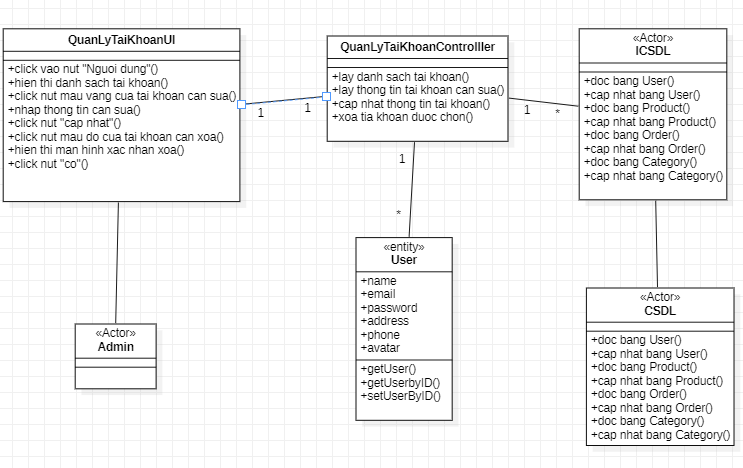 QuanLyTaiKhoanUI
+click vao nut "Nguoi dung"()
+hien thi danh sach tai khoan()
+click nut mau vang cua tai khoan can sua()
+nhap thong tin can sua()
+click nut "cap nhat"()
+click nut mau do cua tai khoan can xoa()
+hien thi man hinh xac nhan xoa()
+click nut "co"()
1
1
QuanLyTaiKhoanControlller
+lay danh sach tai khoan()
+lay thong tin tai khoan can sua()
+cap nhat thong tin tai khoan()
+xoa tia khoan duoc chon()
1
*
«Actor»
ICSDL
+doc bang User()
+cap nhat bang User()
+doc bang Product()
+cap nhat bang Product()
+doc bang Order()
+cap nhat bang Order()
+doc bang Category()
+cap nhat bang Category()
1
*
«Actor»
Admin
«entity»
User
+name
+email
+password
+address
+phone
+avatar
+getUser()
+getUserbyID()
+setUserByID()
«Actor»
CSDL
+doc bang User()
+cap nhat bang User()
+doc bang Product()
+cap nhat bang Product()
+doc bang Order()
+cap nhat bang Order()
+doc bang Category()
+cap nhat bang Category()